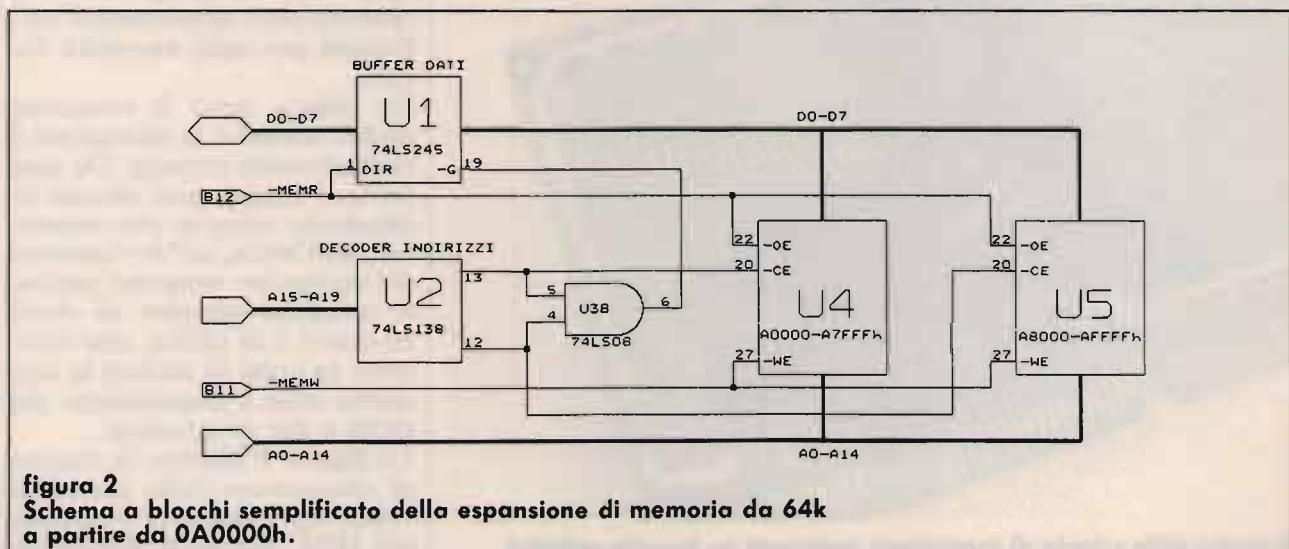 BUFFER DATI
U1
74LS245
D0-D7
D0-D7
1
DIR
-G
19
B12
-MEMR
DECODER INDIRIZZI
U2
74LS138
A15-A19
13
12
5
4
U3B
74LS08
6
22
-OE
20
-CE
U4
A0000-A7FFFh
27
-WE
22
-OE
20
-CE
U5
A8000-AFFFFh
27
-WE
B11
-MEMW
A0-A14
A0-A14
figura 2
Schema a blocchi semplificato della espansione di memoria da 64k
a partire da 0A0000h.